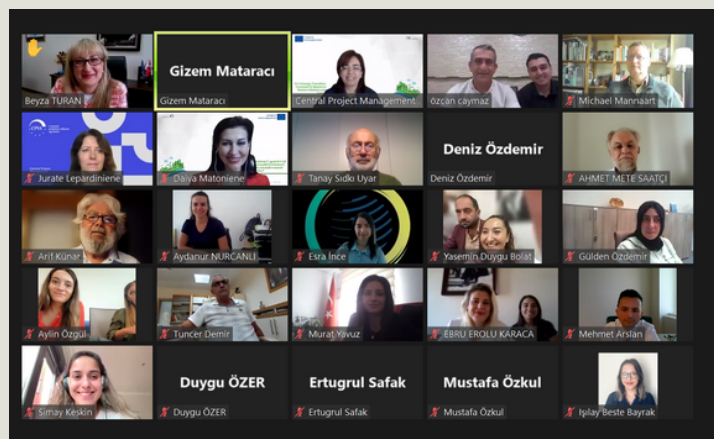 Beyza TURAN
Gizem Mataracı
Gizem Mataracı
Central Project Management
özcan caymaz
Michael Mannaart
CPVA
Jurate Lepardiniene
Daiva Matoniene
Tanay Sıdkı Uyar
Deniz Özdemir
Deniz Özdemir
AHMET METE SAATÇI
Arif Künar
Aydanur NURCANLI
Esra İnce
Yasemin Duygu Bolat
Gülden Özdemir
Aylin Özgül
Tuncer Demir
Murat Yavuz
EBRU EROLU KARACA
Mehmet Arslan
Simay Keskin
Duygu ÖZER
Duygu ÖZER
Ertugrul Safak
Ertugrul Safak
Mustafa Özkul
Mustafa Özkul
Işılay Beste Bayrak